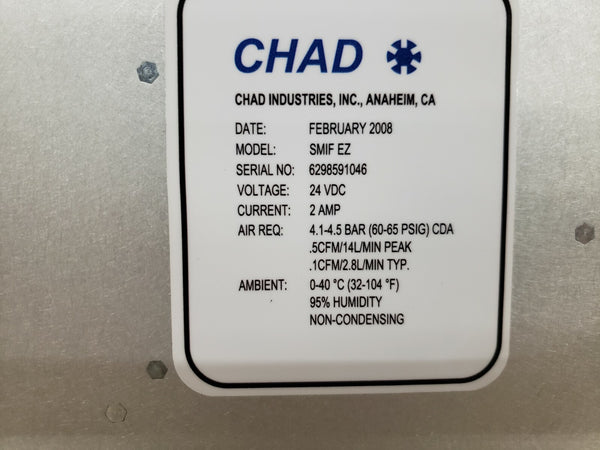 CHAD
CHAD INDUSTRIES, INC., ANAHEIM, CA
DATE: FEBRUARY 2008
MODEL: SMIF EZ
SERIAL NO: 6298591046
VOLTAGE: 24 VDC
CURRENT: 2 AMP
AIR REQ: 4.1-4.5 BAR (60-65 PSIG) CDA
.5CFM/14L/MIN PEAK
.1CFM/2.8L/MIN TYP.
AMBIENT: 0-40 °C (32-104 °F)
95% HUMIDITY
NON-CONDENSING